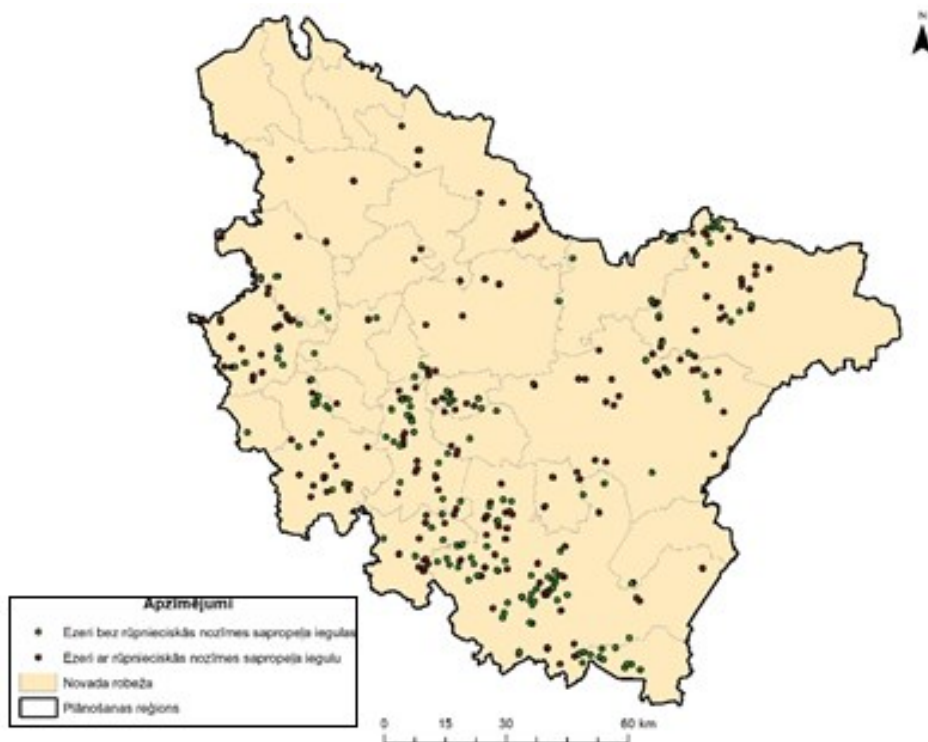 N
Apzīmējumi
Ezeri bez rūpnieciskās nozīmes sapropeļa iegulas
Ezeri ar rūpnieciskās nozīmes sapropeļa iegulu
Novada robeža
Plānošanas reģions
0 15 30 60 km